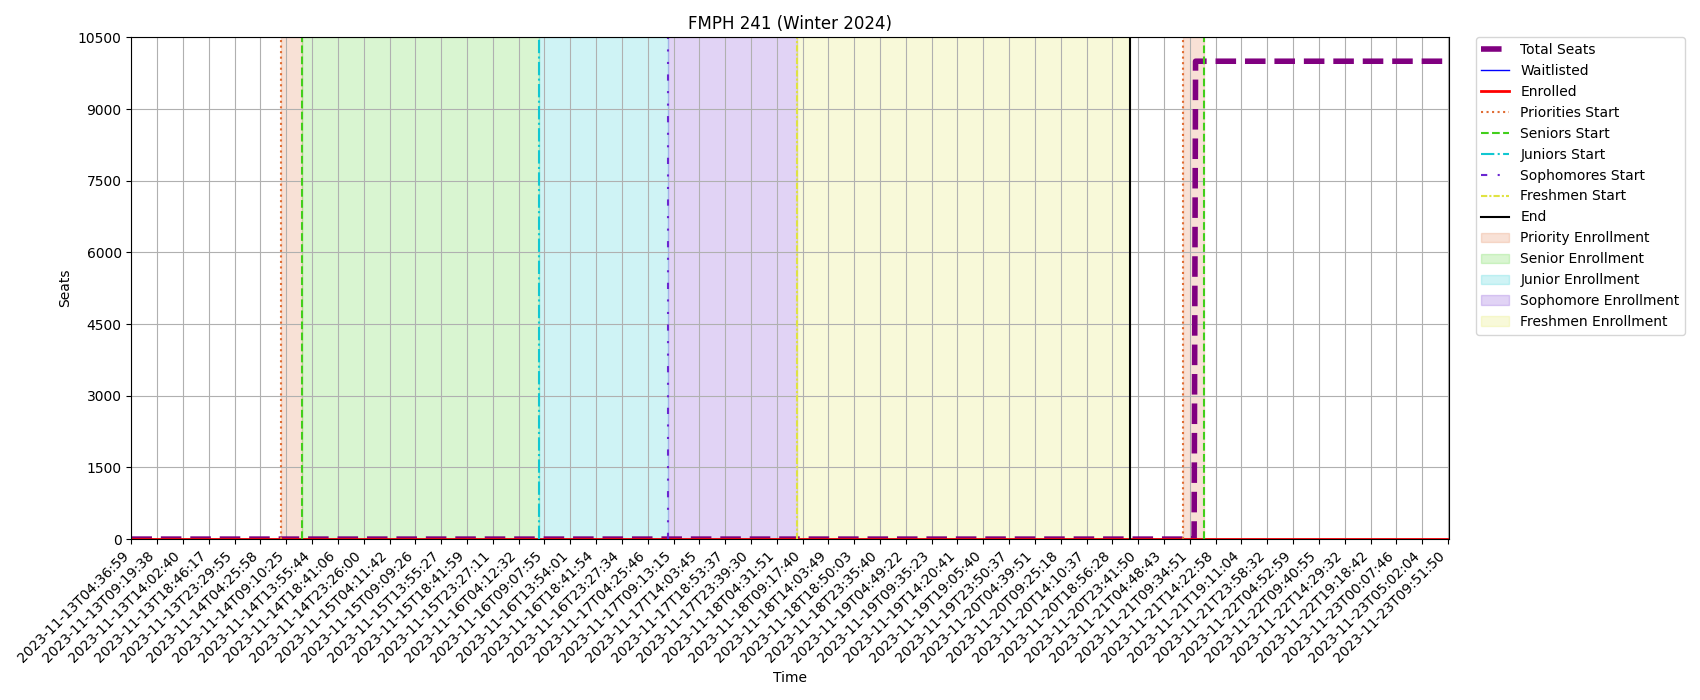 FMPH 241 (Winter 2024)
10500
9000
7500
6000
4500
3000
1500
0
Seats
2023-11-13T04:36:59
2023-11-13T09:19:38
2023-11-13T14:02:40
2023-11-13T18:46:17
2023-11-13T23:29:55
2023-11-14T04:25:58
2023-11-14T09:10:25
2023-11-14T13:55:44
2023-11-14T18:41:06
2023-11-14T23:26:00
2023-11-15T04:11:42
2023-11-15T09:09:26
2023-11-15T13:55:27
2023-11-15T18:41:59
2023-11-15T23:27:11
2023-11-16T04:12:32
2023-11-16T09:07:55
2023-11-16T13:54:01
2023-11-16T18:41:54
2023-11-16T23:27:34
2023-11-17T04:25:46
2023-11-17T09:13:15
2023-11-17T14:03:45
2023-11-17T18:53:37
2023-11-17T23:39:30
2023-11-18T04:31:51
2023-11-18T09:17:40
2023-11-18T14:03:49
2023-11-18T18:50:03
2023-11-18T23:35:40
2023-11-19T04:49:22
2023-11-19T09:35:23
2023-11-19T14:20:41
2023-11-19T19:05:40
2023-11-19T23:50:37
2023-11-20T04:39:51
2023-11-20T09:25:18
2023-11-20T14:10:37
2023-11-20T18:56:28
2023-11-20T23:41:50
2023-11-21T04:48:43
2023-11-21T09:34:51
2023-11-21T14:22:58
2023-11-21T19:11:04
2023-11-21T23:58:32
2023-11-22T04:52:59
2023-11-22T09:40:55
2023-11-22T14:29:32
2023-11-22T19:18:42
2023-11-23T00:07:46
2023-11-23T05:02:04
2023-11-23T09:51:50
Time
Total Seats
Waitlisted
Enrolled
Priorities Start
Seniors Start
Juniors Start
Sophomores Start
Freshmen Start
End
Priority Enrollment
Senior Enrollment
Junior Enrollment
Sophomore Enrollment
Freshmen Enrollment